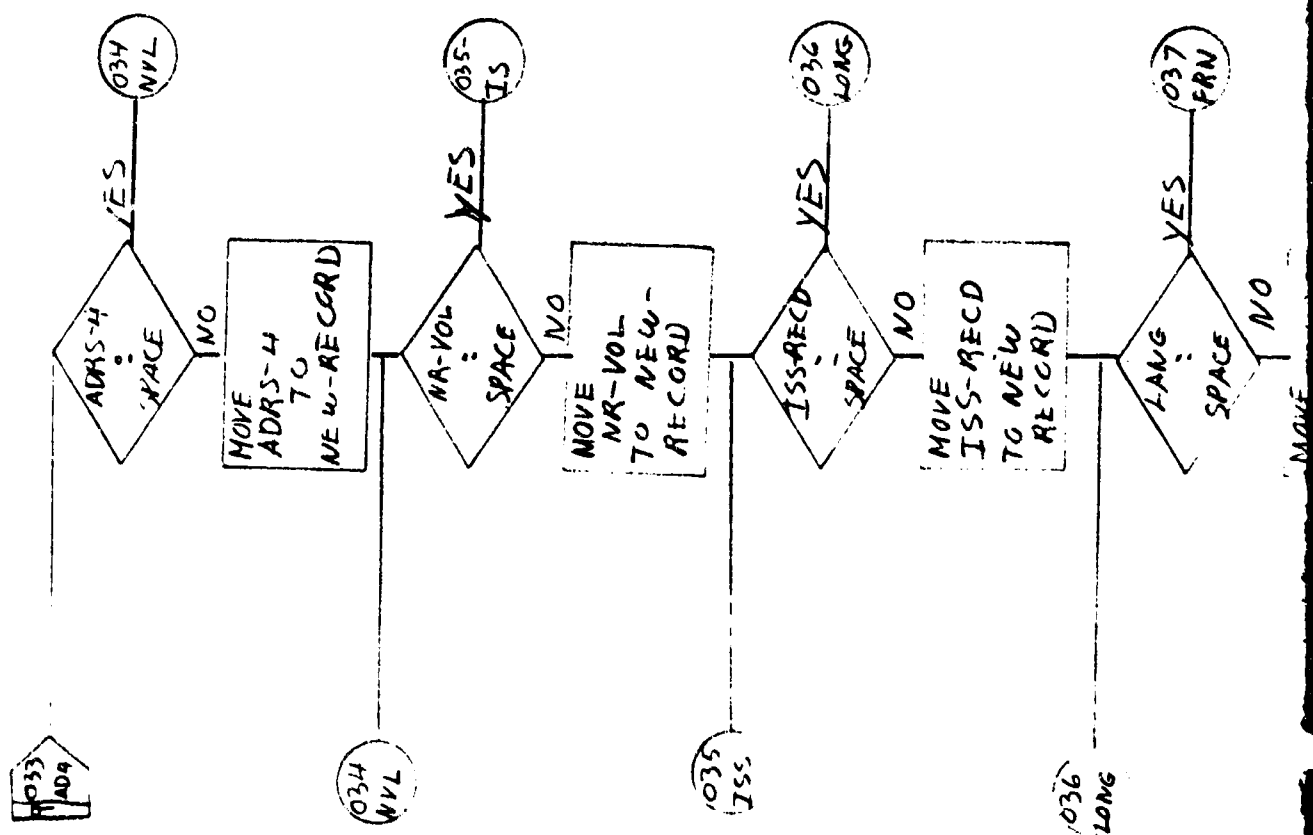 033
AD4
ADRS-4
:
SPACE
YES
034
NVL
NO
MOVE
ADRS-4
TO
NEW-RECORD
034
NVL
NR-VOL
:
SPACE
YES
035-
IS
NO
MOVE
NR-VOL
TO NEW-
RECORD
035
ISS
ISS-RECD
:
SPACE
YES
036
LONG
NO
MOVE
ISS-RECD
TO NEW
RECORD
036
LONG
LANG
:
SPACE
YES
037
FRN
NO
MOVE